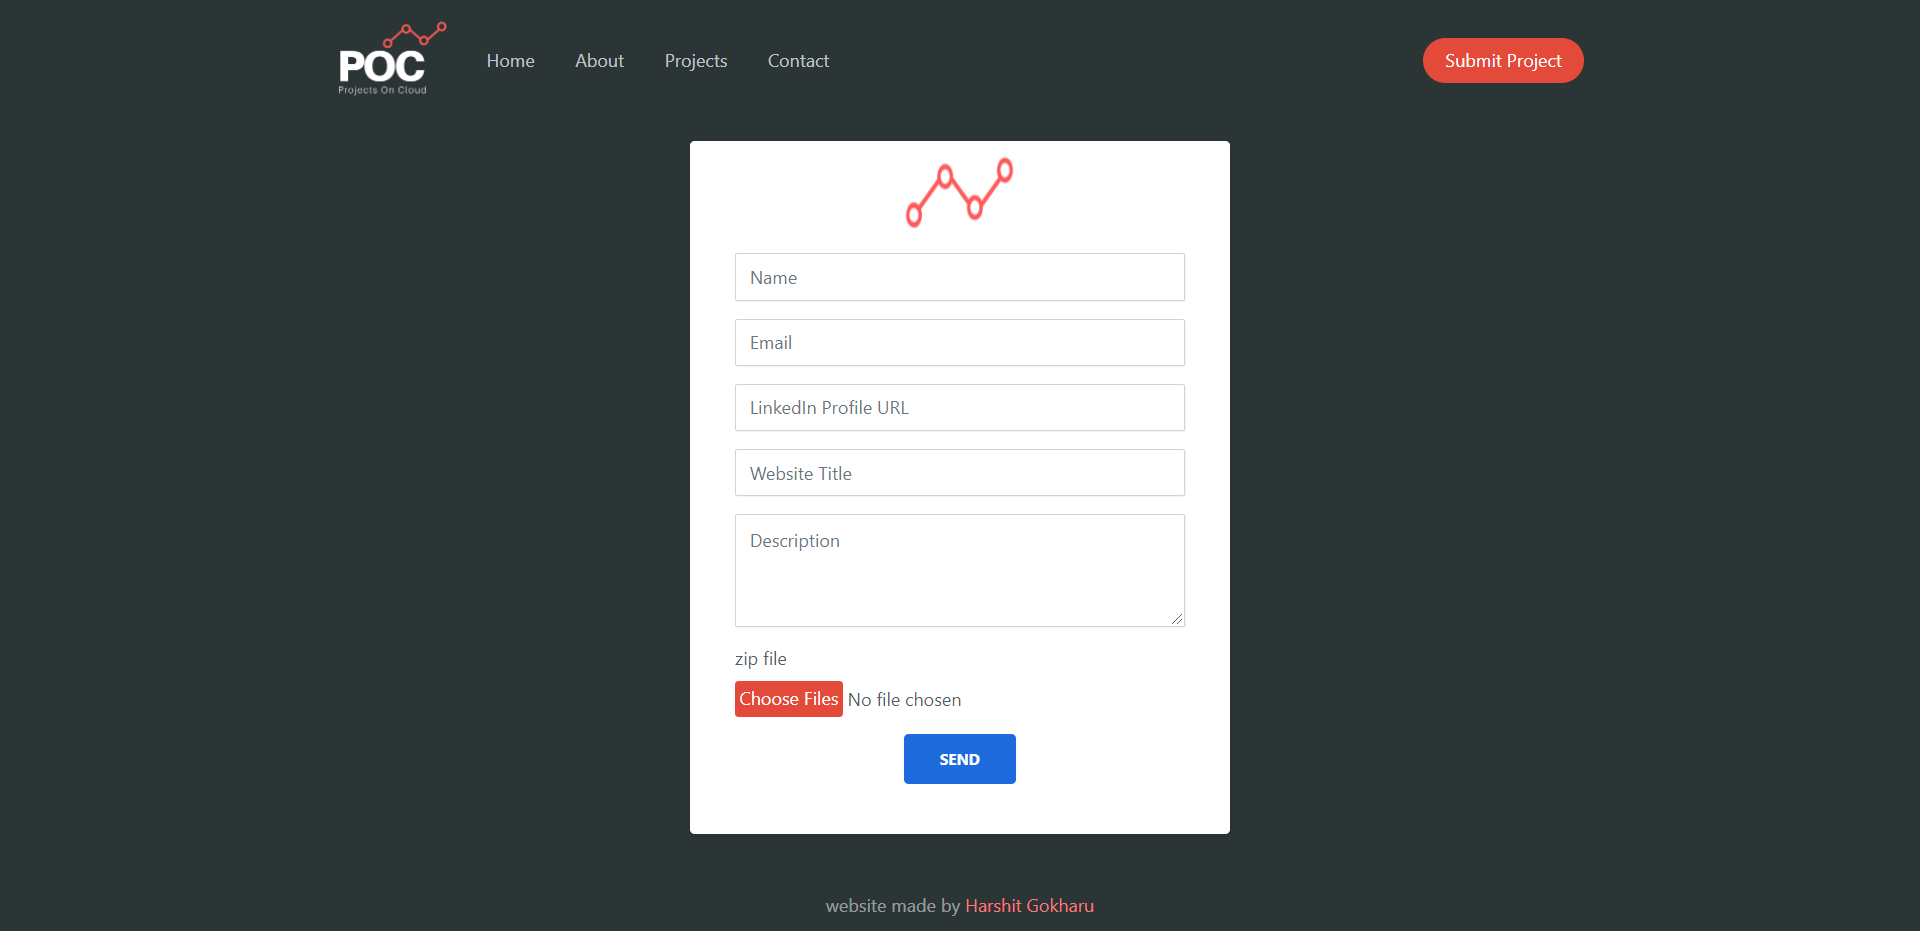 POC
Projects On Cloud
Home
About
Projects
Contact
Submit Project
Name
Email
LinkedIn Profile URL
Website Title
Description
zip file
Choose Files No file chosen
SEND
website made by Harshit Gokharu